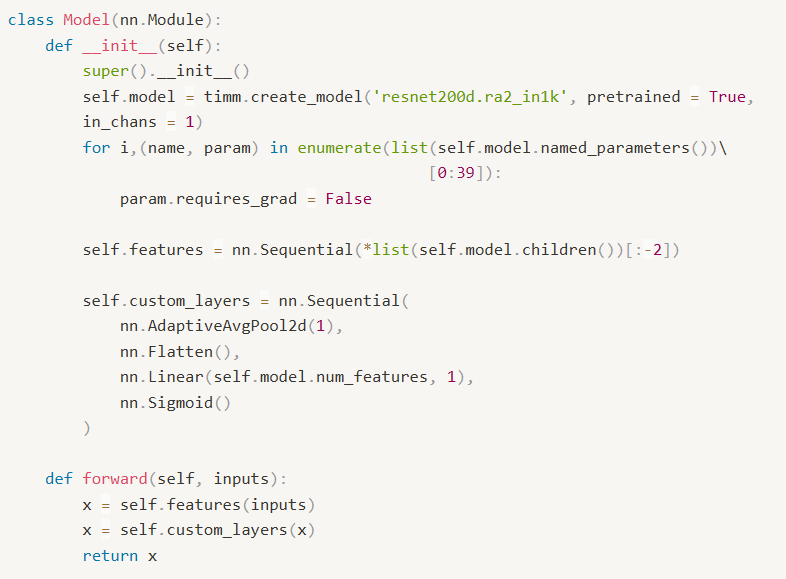 class Model(nn.Module):
    def __init__(self):
        super().__init__()
        self.model = timm.create_model('resnet200d.ra2_in1k', pretrained = True,
        in_chans = 1)
        for i,(name, param) in enumerate(list(self.model.named_parameters())\
                                             [0:39]):
            param.requires_grad = False

        self.features = nn.Sequential(*list(self.model.children())[:-2])

        self.custom_layers = nn.Sequential(
            nn.AdaptiveAvgPool2d(1),
            nn.Flatten(),
            nn.Linear(self.model.num_features, 1),
            nn.Sigmoid()
        )

    def forward(self, inputs):
        x = self.features(inputs)
        x = self.custom_layers(x)
        return x